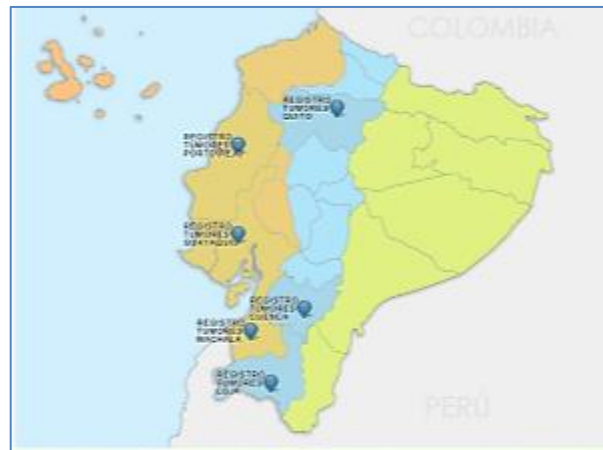 COLOMBIA
REGISTRO
TUMORES
QUITO
REGISTRO
TUMORES
PORTOVIEJO
REGISTRO
TUMORES
GUAYAQUIL
REGISTRO
TUMORES
CUENCA
REGISTRO
TUMORES
MACHALA
REGISTRO
TUMORES
LOJA
PERÚ